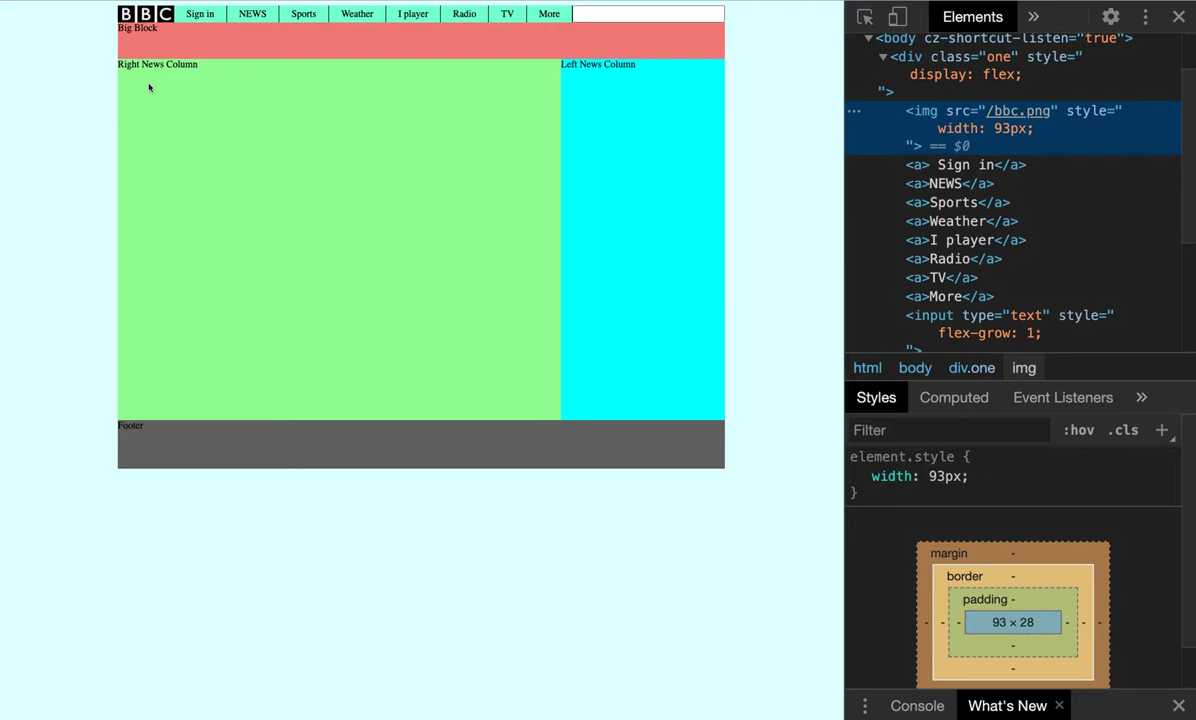 BBC Sign in NEWS Sports Weather I player Radio TV More
Big Block
Right News Column
Left News Column
Footer
Elements
<body cz-shortcut-listen="true">
<div class="one" style="
display: flex;
">
<img src="/bbc.png" style="
width: 93px;
"> == $0
<a> Sign in</a>
<a>NEWS</a>
<a>Sports</a>
<a>Weather</a>
<a>I player</a>
<a>Radio</a>
<a>TV</a>
<a>More</a>
<input type="text" style="
flex-grow: 1;
">
html body div.one img
Styles Computed Event Listeners
Filter :hov .cls
element.style {
width: 93px;
}
margin -
border -
padding -
- - - 93 × 28 - - -
-
-
Console What's New